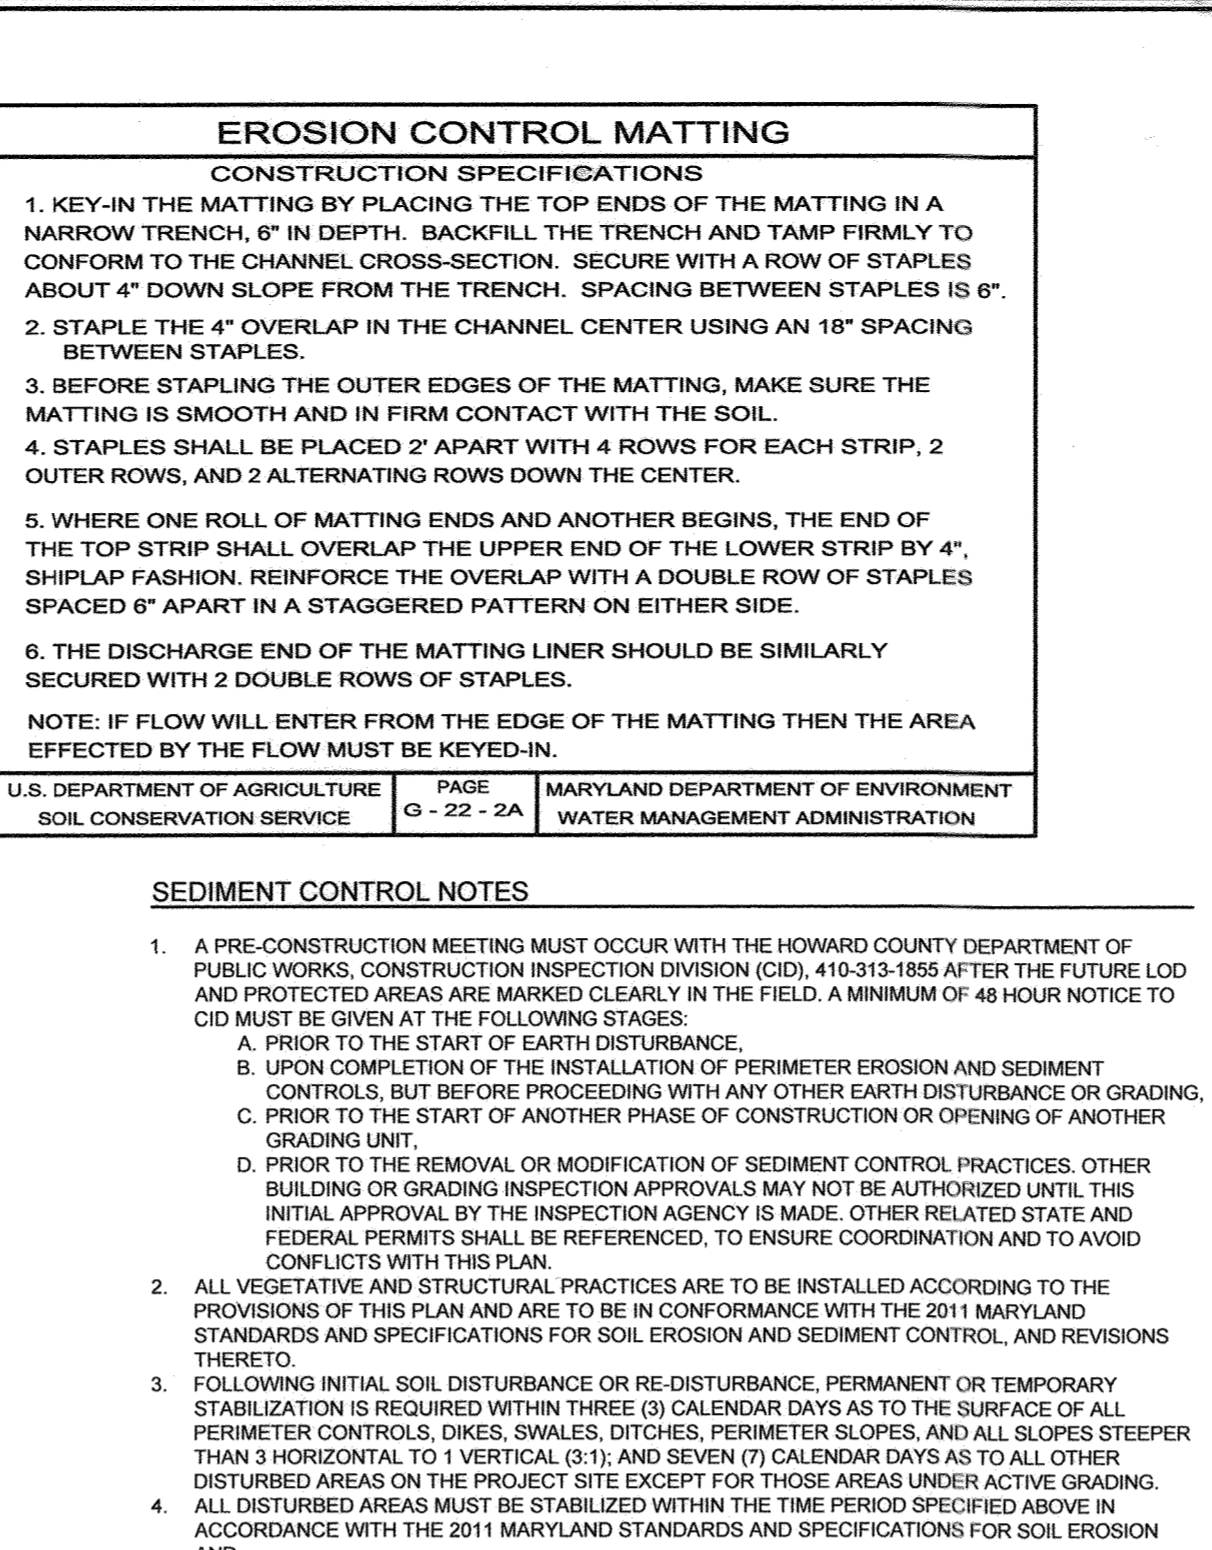 EROSION CONTROL MATTING
CONSTRUCTION SPECIFICATIONS
1. KEY-IN THE MATTING BY PLACING THE TOP ENDS OF THE MATTING IN A
NARROW TRENCH, 6" IN DEPTH. BACKFILL THE TRENCH AND TAMP FIRMLY TO
CONFORM TO THE CHANNEL CROSS-SECTION. SECURE WITH A ROW OF STAPLES
ABOUT 4" DOWN SLOPE FROM THE TRENCH. SPACING BETWEEN STAPLES IS 6".
2. STAPLE THE 4" OVERLAP IN THE CHANNEL CENTER USING AN 18" SPACING
BETWEEN STAPLES.
3. BEFORE STAPLING THE OUTER EDGES OF THE MATTING, MAKE SURE THE
MATTING IS SMOOTH AND IN FIRM CONTACT WITH THE SOIL.
4. STAPLES SHALL BE PLACED 2' APART WITH 4 ROWS FOR EACH STRIP, 2
OUTER ROWS, AND 2 ALTERNATING ROWS DOWN THE CENTER.
5. WHERE ONE ROLL OF MATTING ENDS AND ANOTHER BEGINS, THE END OF
THE TOP STRIP SHALL OVERLAP THE UPPER END OF THE LOWER STRIP BY 4",
SHIPLAP FASHION. REINFORCE THE OVERLAP WITH A DOUBLE ROW OF STAPLES
SPACED 6" APART IN A STAGGERED PATTERN ON EITHER SIDE.
6. THE DISCHARGE END OF THE MATTING LINER SHOULD BE SIMILARLY
SECURED WITH 2 DOUBLE ROWS OF STAPLES.
NOTE: IF FLOW WILL ENTER FROM THE EDGE OF THE MATTING THEN THE AREA
EFFECTED BY THE FLOW MUST BE KEYED-IN.
U.S. DEPARTMENT OF AGRICULTURE
SOIL CONSERVATION SERVICE
PAGE
G - 22 - 2A
MARYLAND DEPARTMENT OF ENVIRONMENT
WATER MANAGEMENT ADMINISTRATION
SEDIMENT CONTROL NOTES
1. A PRE-CONSTRUCTION MEETING MUST OCCUR WITH THE HOWARD COUNTY DEPARTMENT OF
PUBLIC WORKS, CONSTRUCTION INSPECTION DIVISION (CID), 410-313-1855 AFTER THE FUTURE LOD
AND PROTECTED AREAS ARE MARKED CLEARLY IN THE FIELD. A MINIMUM OF 48 HOUR NOTICE TO
CID MUST BE GIVEN AT THE FOLLOWING STAGES:
A. PRIOR TO THE START OF EARTH DISTURBANCE,
B. UPON COMPLETION OF THE INSTALLATION OF PERIMETER EROSION AND SEDIMENT
CONTROLS, BUT BEFORE PROCEEDING WITH ANY OTHER EARTH DISTURBANCE OR GRADING,
C. PRIOR TO THE START OF ANOTHER PHASE OF CONSTRUCTION OR OPENING OF ANOTHER
GRADING UNIT,
D. PRIOR TO THE REMOVAL OR MODIFICATION OF SEDIMENT CONTROL PRACTICES. OTHER
BUILDING OR GRADING INSPECTION APPROVALS MAY NOT BE AUTHORIZED UNTIL THIS
INITIAL APPROVAL BY THE INSPECTION AGENCY IS MADE. OTHER RELATED STATE AND
FEDERAL PERMITS SHALL BE REFERENCED, TO ENSURE COORDINATION AND TO AVOID
CONFLICTS WITH THIS PLAN.
2. ALL VEGETATIVE AND STRUCTURAL PRACTICES ARE TO BE INSTALLED ACCORDING TO THE
PROVISIONS OF THIS PLAN AND ARE TO BE IN CONFORMANCE WITH THE 2011 MARYLAND
STANDARDS AND SPECIFICATIONS FOR SOIL EROSION AND SEDIMENT CONTROL, AND REVISIONS
THERETO.
3. FOLLOWING INITIAL SOIL DISTURBANCE OR RE-DISTURBANCE, PERMANENT OR TEMPORARY
STABILIZATION IS REQUIRED WITHIN THREE (3) CALENDAR DAYS AS TO THE SURFACE OF ALL
PERIMETER CONTROLS, DIKES, SWALES, DITCHES, PERIMETER SLOPES, AND ALL SLOPES STEEPER
THAN 3 HORIZONTAL TO 1 VERTICAL (3:1); AND SEVEN (7) CALENDAR DAYS AS TO ALL OTHER
DISTURBED AREAS ON THE PROJECT SITE EXCEPT FOR THOSE AREAS UNDER ACTIVE GRADING.
4. ALL DISTURBED AREAS MUST BE STABILIZED WITHIN THE TIME PERIOD SPECIFIED ABOVE IN
ACCORDANCE WITH THE 2011 MARYLAND STANDARDS AND SPECIFICATIONS FOR SOIL EROSION